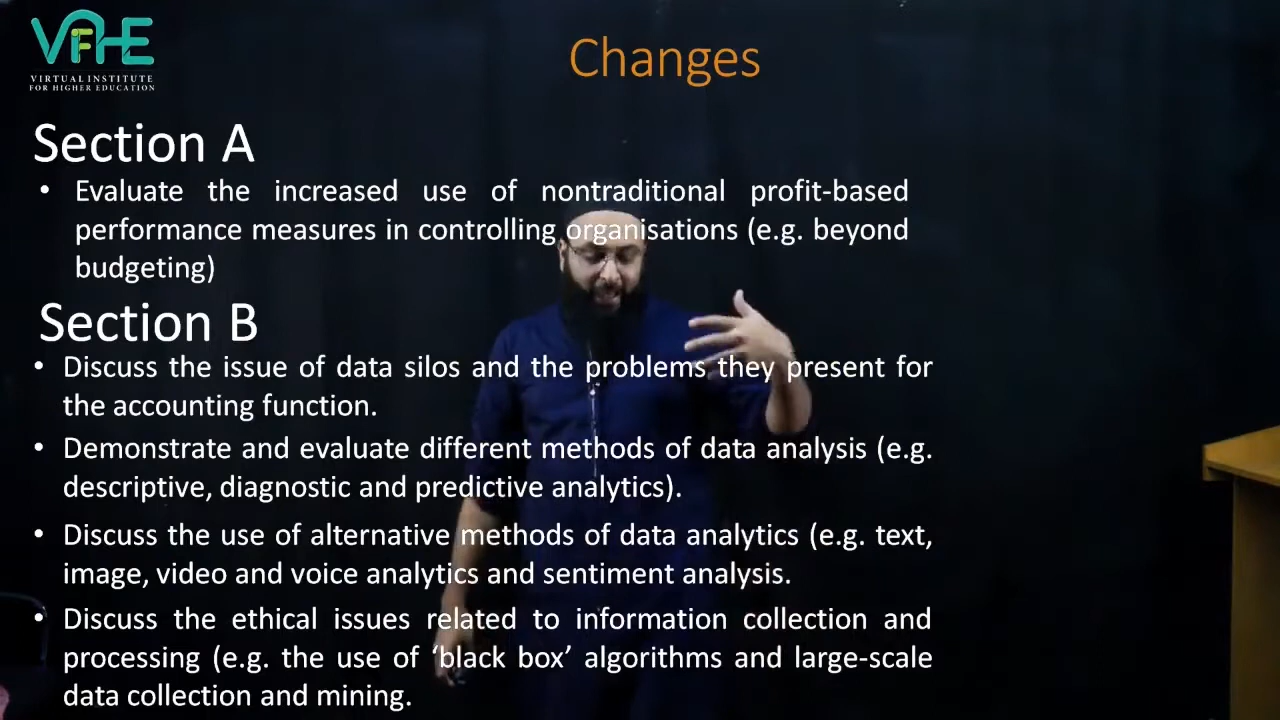 VIFHE
VIRTUAL INSTITUTE
FOR HIGHER EDUCATION
Changes
Section A
• Evaluate the increased use of nontraditional profit-based
performance measures in controlling organisations (e.g. beyond
budgeting)
Section B
• Discuss the issue of data silos and the problems they present for
the accounting function.
• Demonstrate and evaluate different methods of data analysis (e.g.
descriptive, diagnostic and predictive analytics).
• Discuss the use of alternative methods of data analytics (e.g. text,
image, video and voice analytics and sentiment analysis.
• Discuss the ethical issues related to information collection and
processing (e.g. the use of ‘black box’ algorithms and large-scale
data collection and mining.